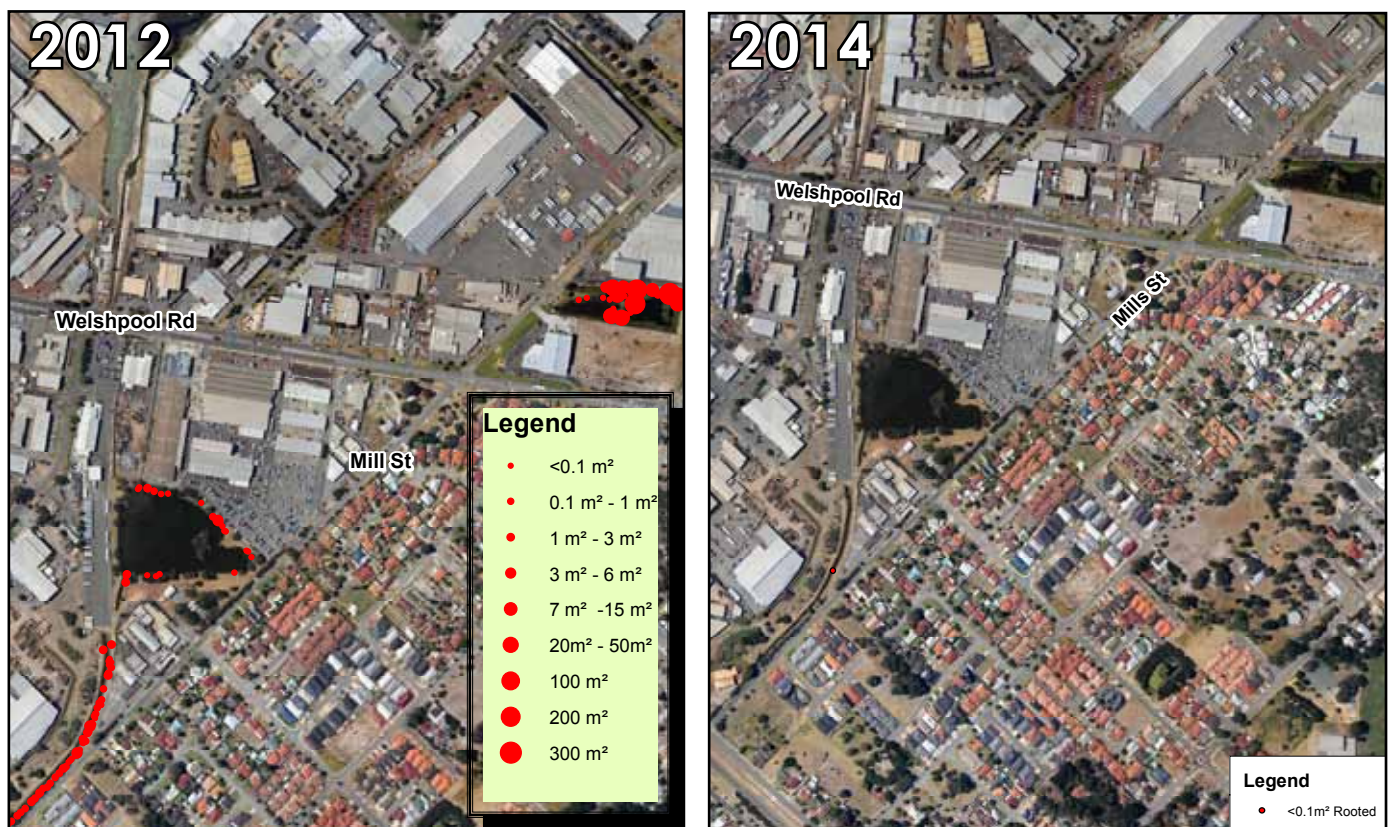 2012
Welshpool Rd
Mill St
Legend
<0.1 m²
0.1 m² - 1 m²
1 m² - 3 m²
3 m² - 6 m²
7 m² -15 m²
20m² - 50m²
100 m²
200 m²
300 m²
2014
Welshpool Rd
Mills St
Legend
<0.1m² Rooted